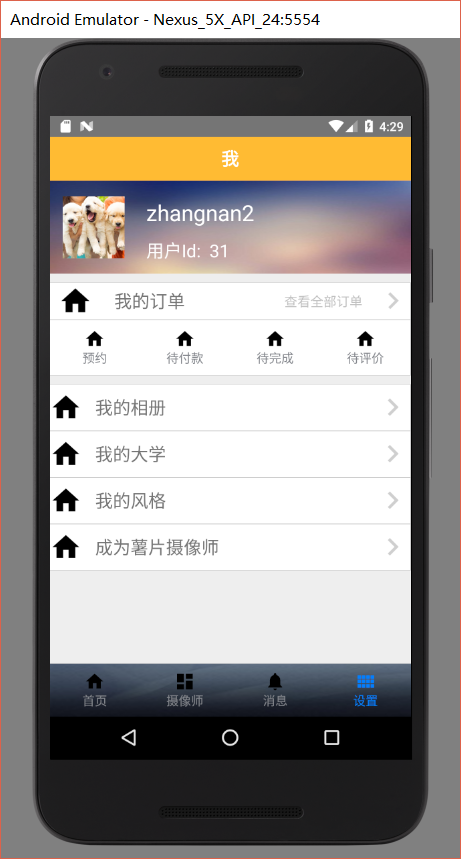 Android Emulator - Nexus_5X_API_24:5554
4:29
我
zhangnan2
用户Id: 31
我的订单 查看全部订单
预约 待付款 待完成 待评价
我的相册
我的大学
我的风格
成为薯片摄像师
首页 摄像师 消息 设置